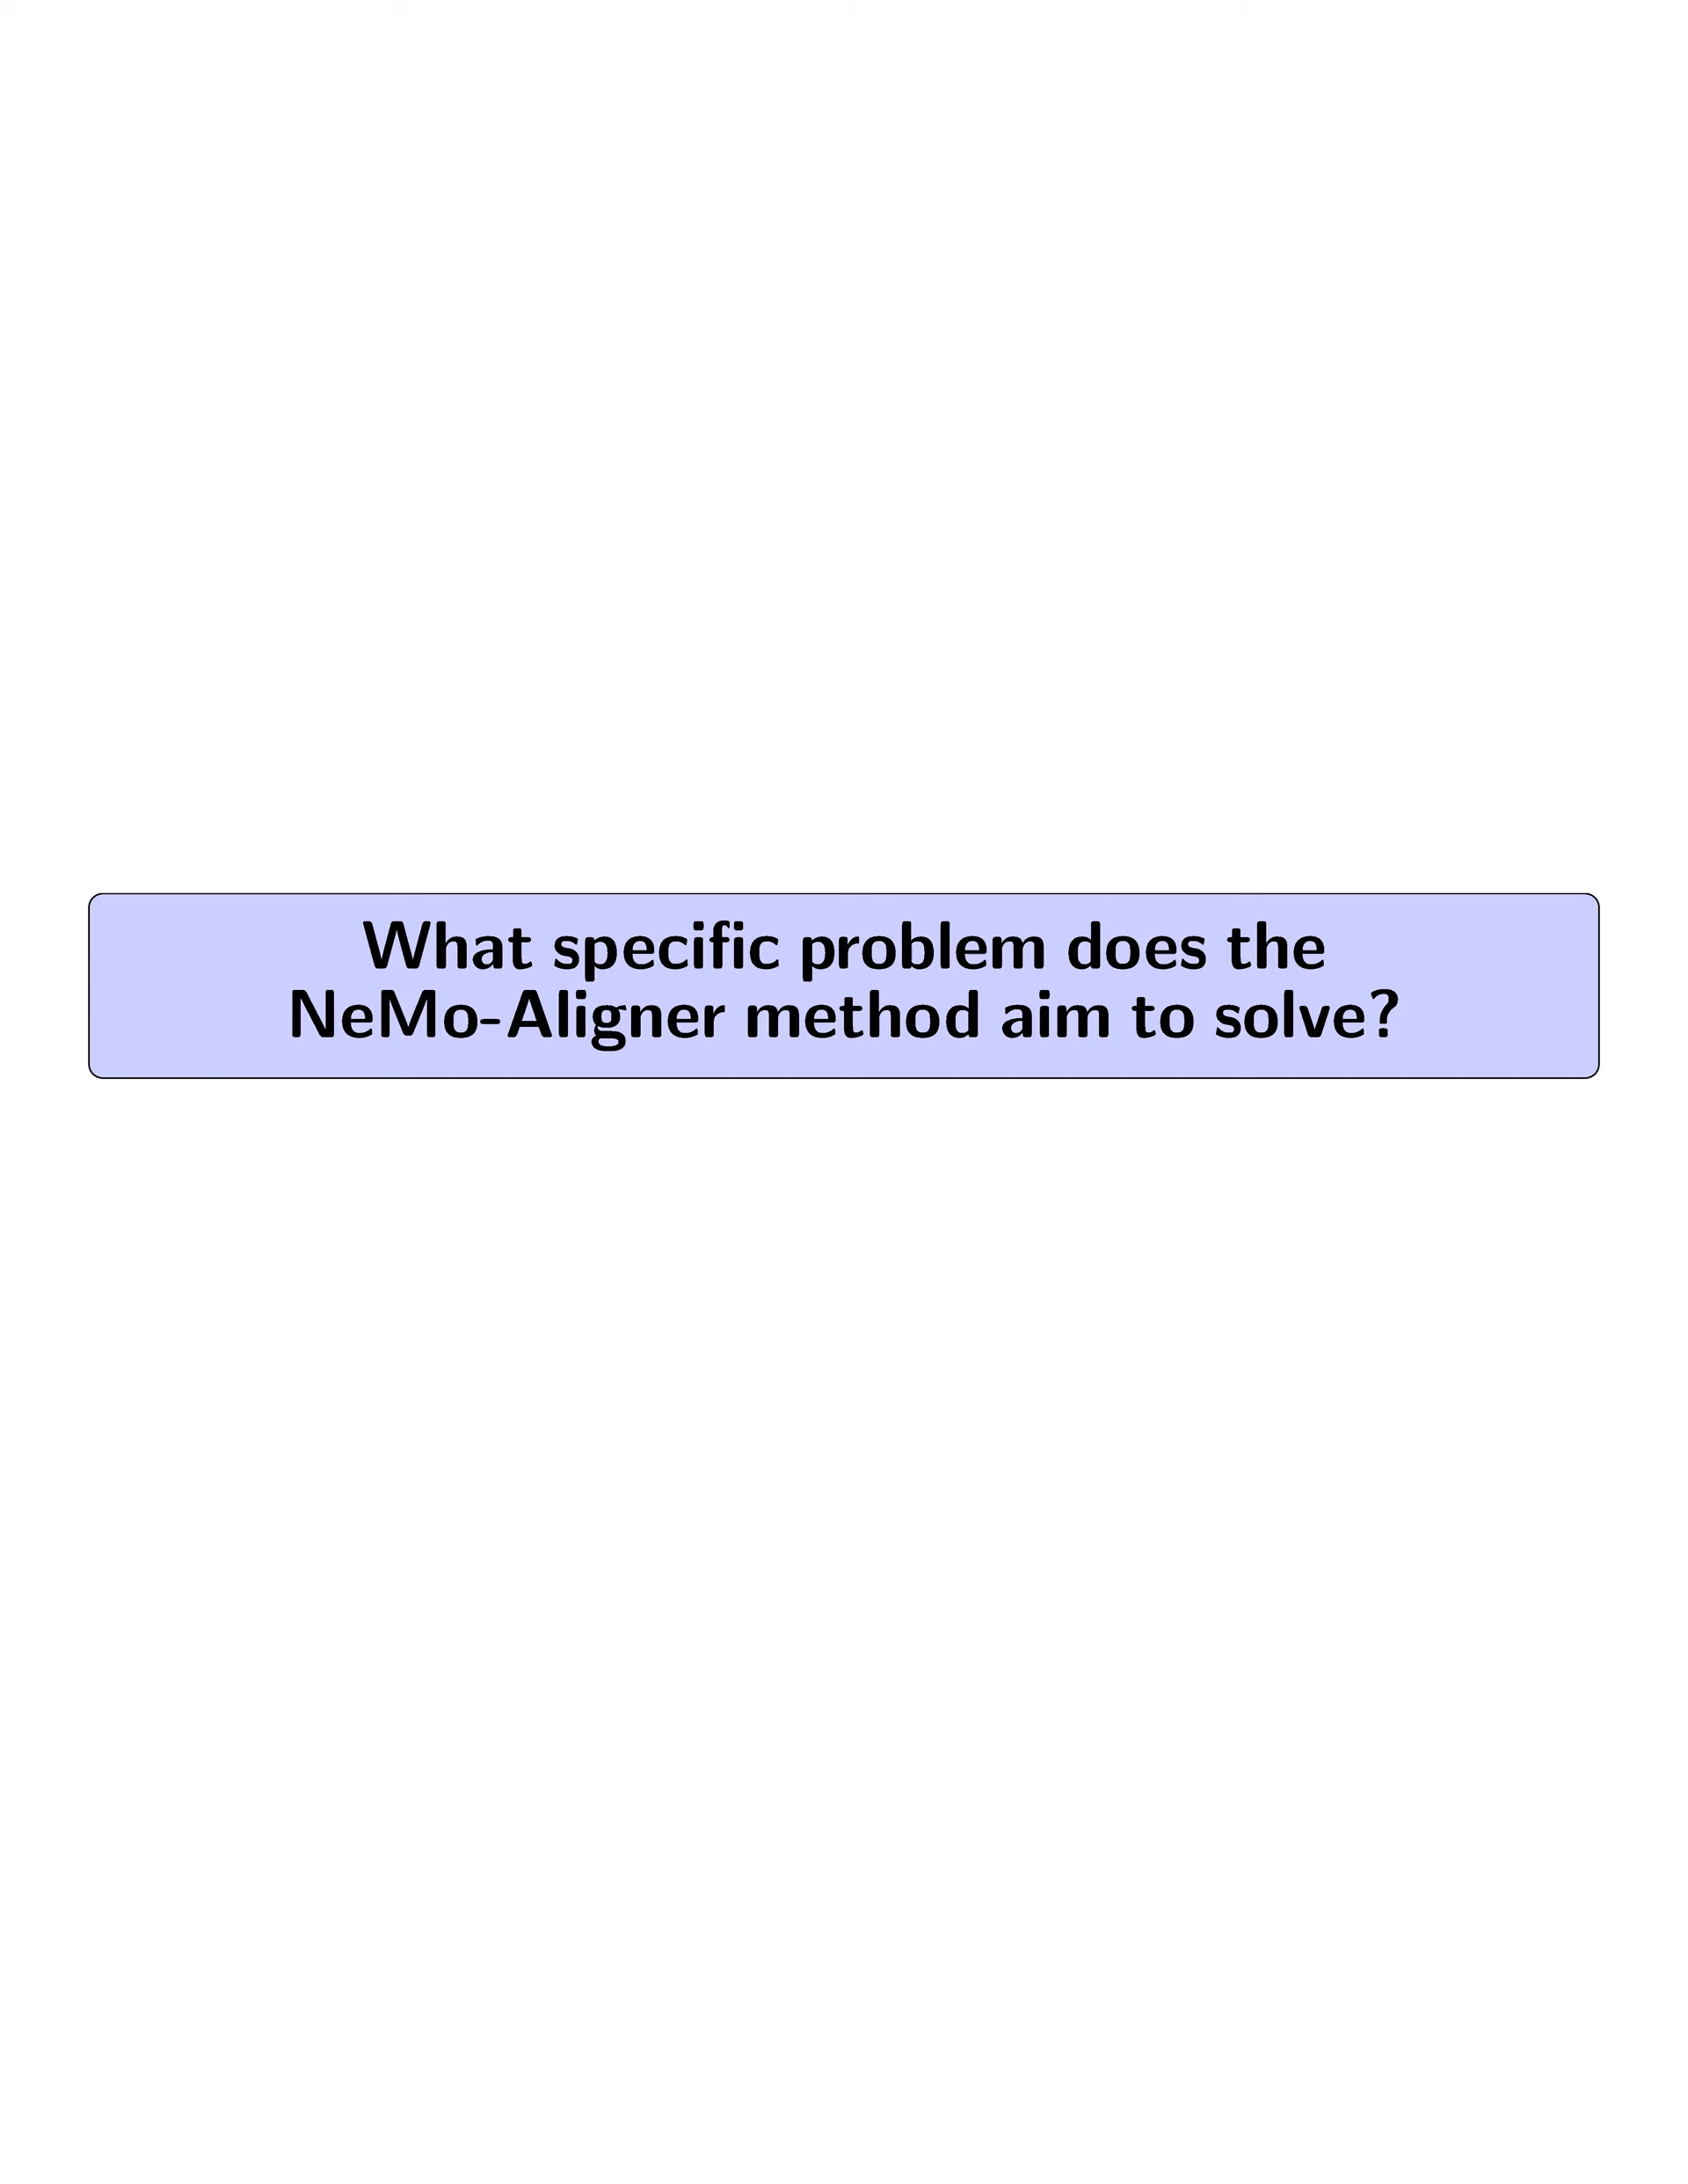 What specific problem does the
NeMo-Aligner method aim to solve?